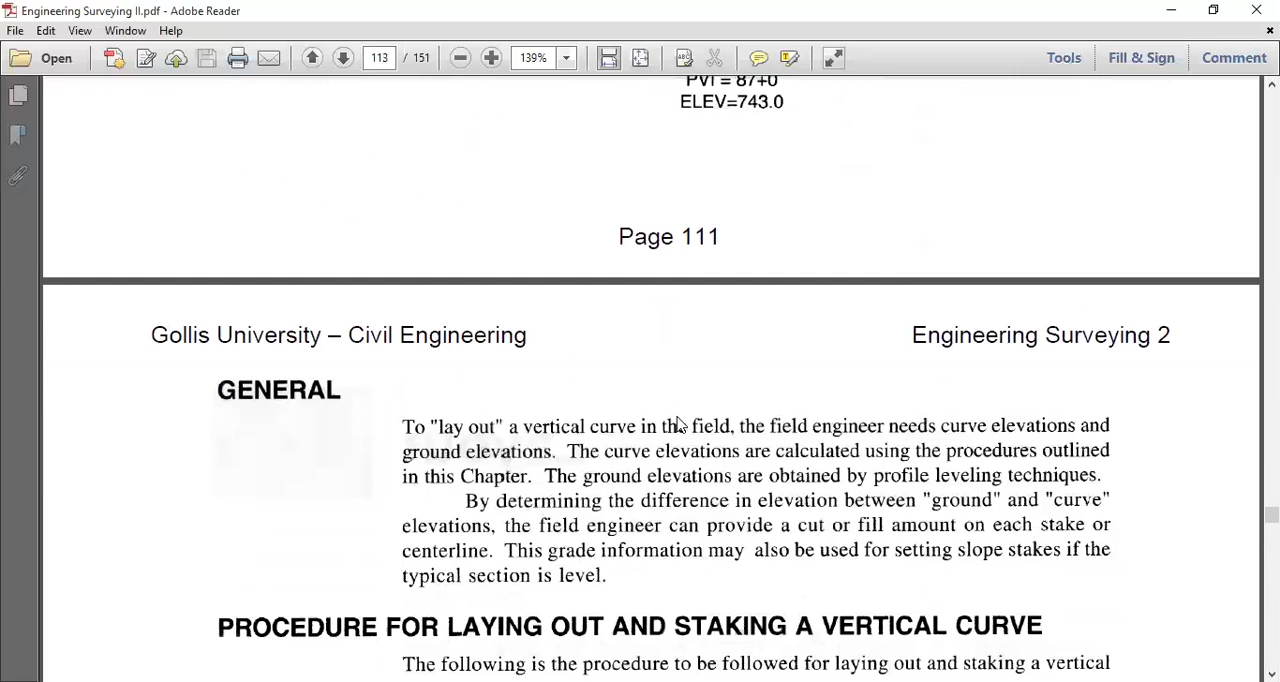 Engineering Surveying II.pdf - Adobe Reader
File Edit View Window Help
Open 113 / 151 139% Tools Fill & Sign Comment
PVI = 87+0
ELEV=743.0
Page 111
Gollis University – Civil Engineering Engineering Surveying 2
GENERAL
To "lay out" a vertical curve in the field, the field engineer needs curve elevations and
ground elevations. The curve elevations are calculated using the procedures outlined
in this Chapter. The ground elevations are obtained by profile leveling techniques.
By determining the difference in elevation between "ground" and "curve"
elevations, the field engineer can provide a cut or fill amount on each stake or
centerline. This grade information may also be used for setting slope stakes if the
typical section is level.
PROCEDURE FOR LAYING OUT AND STAKING A VERTICAL CURVE
The following is the procedure to be followed for laying out and staking a vertical